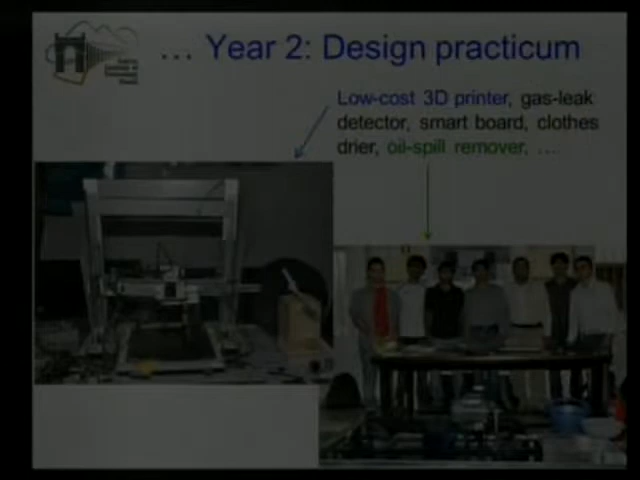 ... Year 2: Design practicum
Low-cost 3D printer, gas-leak
detector, smart board, clothes
drier, oil-spill remover, ...